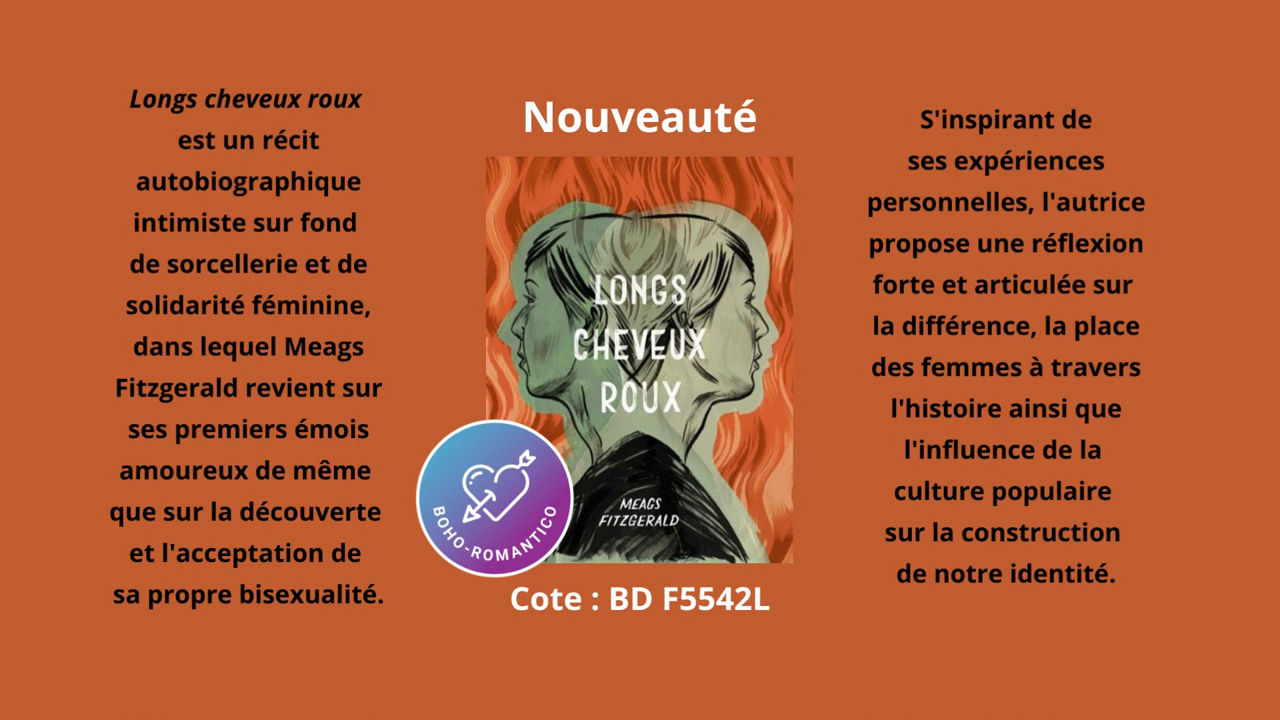 Longs cheveux roux
est un récit
autobiographique
intimiste sur fond
de sorcellerie et de
solidarité féminine,
dans lequel Meags
Fitzgerald revient sur
ses premiers émois
amoureux de même
que sur la découverte
et l'acceptation de
sa propre bisexualité.
Nouveauté
LONGS
CHEVEUX
ROUX
MEAGS
FITZGERALD
BOHO-ROMANTICO
Cote : BD F5542L
S'inspirant de
ses expériences
personnelles, l'autrice
propose une réflexion
forte et articulée sur
la différence, la place
des femmes à travers
l'histoire ainsi que
l'influence de la
culture populaire
sur la construction
de notre identité.